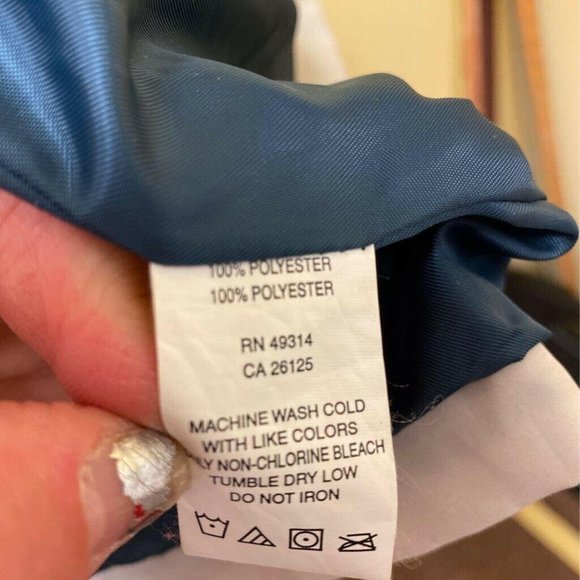 100% POLYESTER
100% POLYESTER
RN 49314
CA 26125
MACHINE WASH COLD
WITH LIKE COLORS
NON-CHLORINE BLEACH
TUMBLE DRY LOW
DO NOT IRON